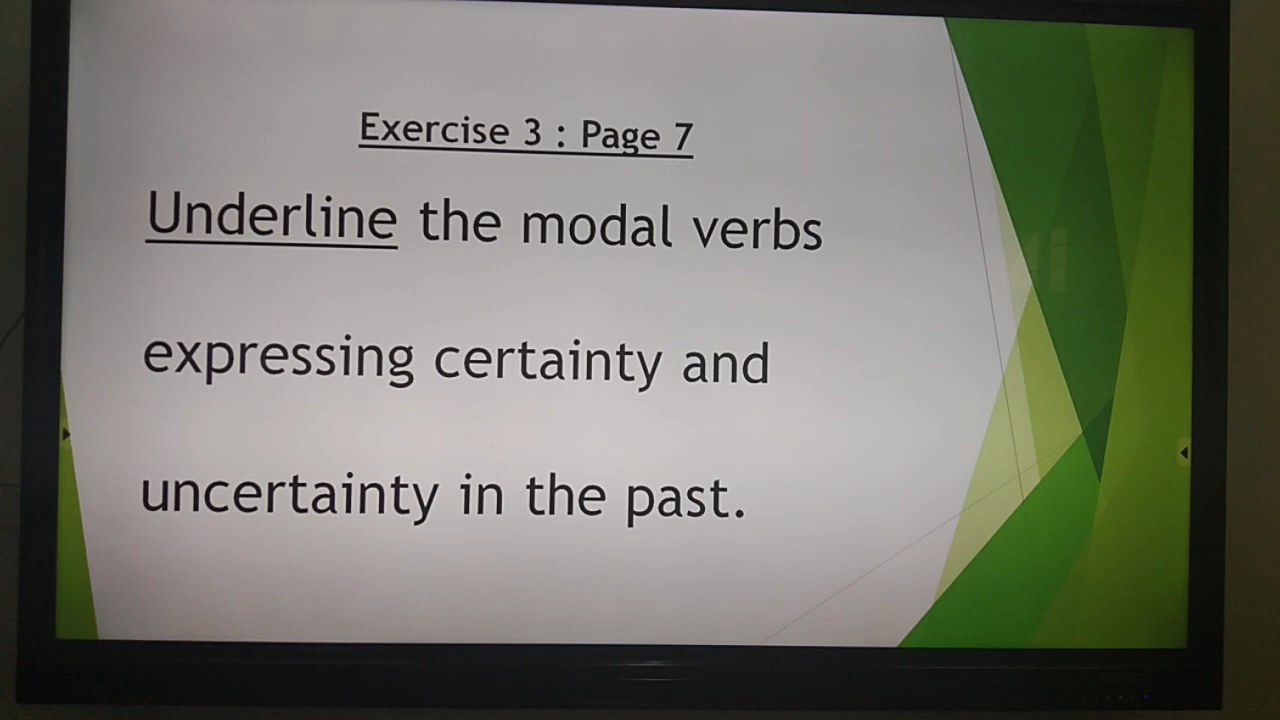 Exercise 3 : Page 7
Underline the modal verbs
expressing certainty and
uncertainty in the past.